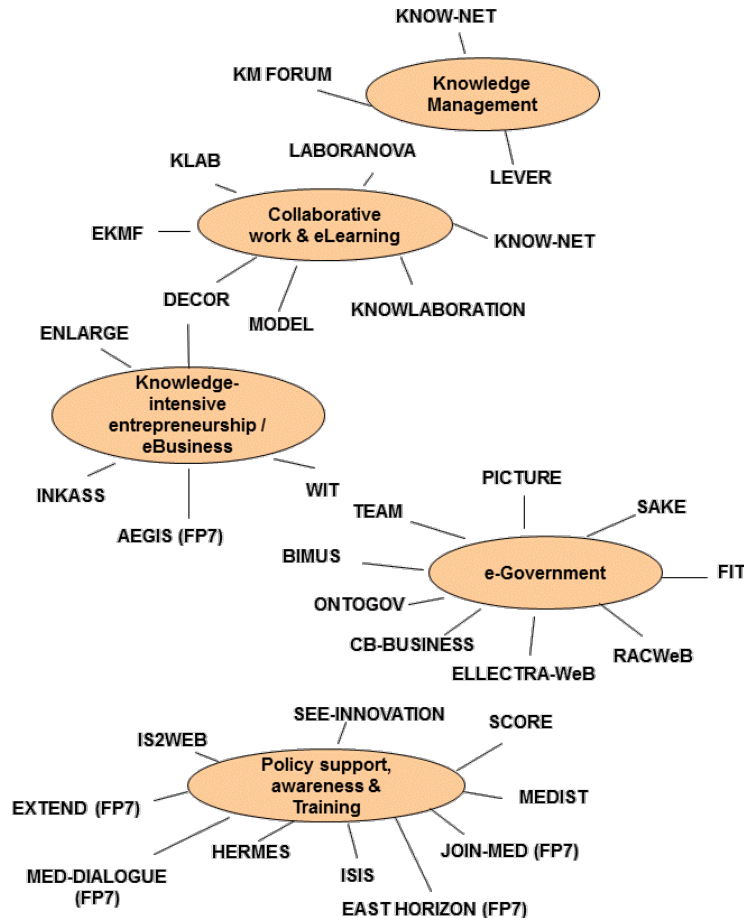 KNOW-NET
KM FORUM
Knowledge
Management
LEVER
LABORANOVA
KLAB
Collaborative
work & eLearning
EKMF
KNOW-NET
DECOR
MODEL
KNOWLABORATION
ENLARGE
Knowledge-
intensive
entrepreneurship /
eBusiness
INKASS
WIT
AEGIS (FP7)
PICTURE
TEAM
SAKE
BIMUS
e-Government
FIT
ONTOGOV
CB-BUSINESS
ELLECTRA-WeB
RACWeB
SEE-INNOVATION
SCORE
IS2WEB
Policy support,
awareness &
Training
EXTEND (FP7)
MEDIST
HERMES
JOIN-MED (FP7)
MED-DIALOGUE
(FP7)
ISIS
EAST HORIZON (FP7)